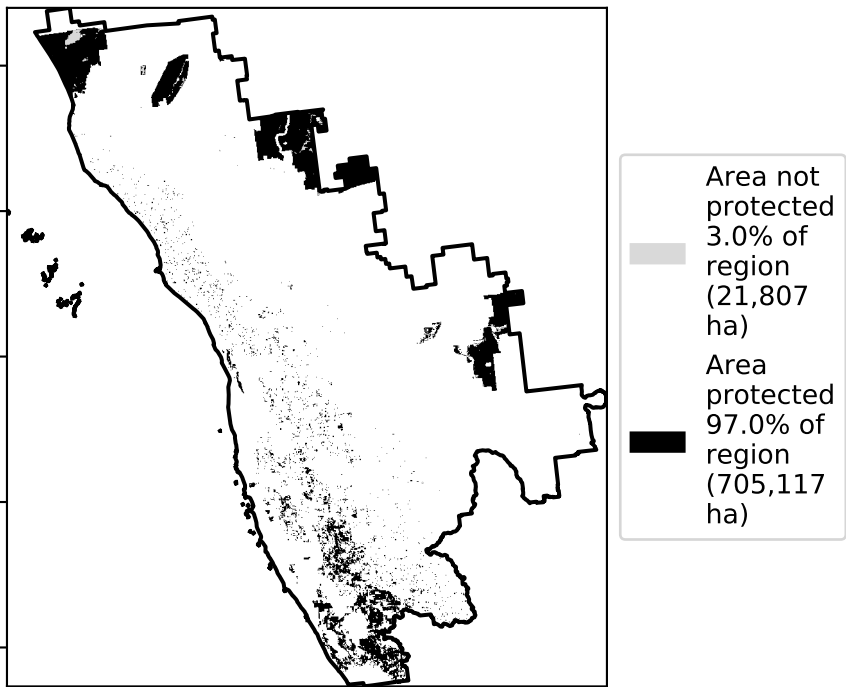 Area not
protected
3.0% of
region
(21,807
ha)
Area
protected
97.0% of
region
(705,117
ha)